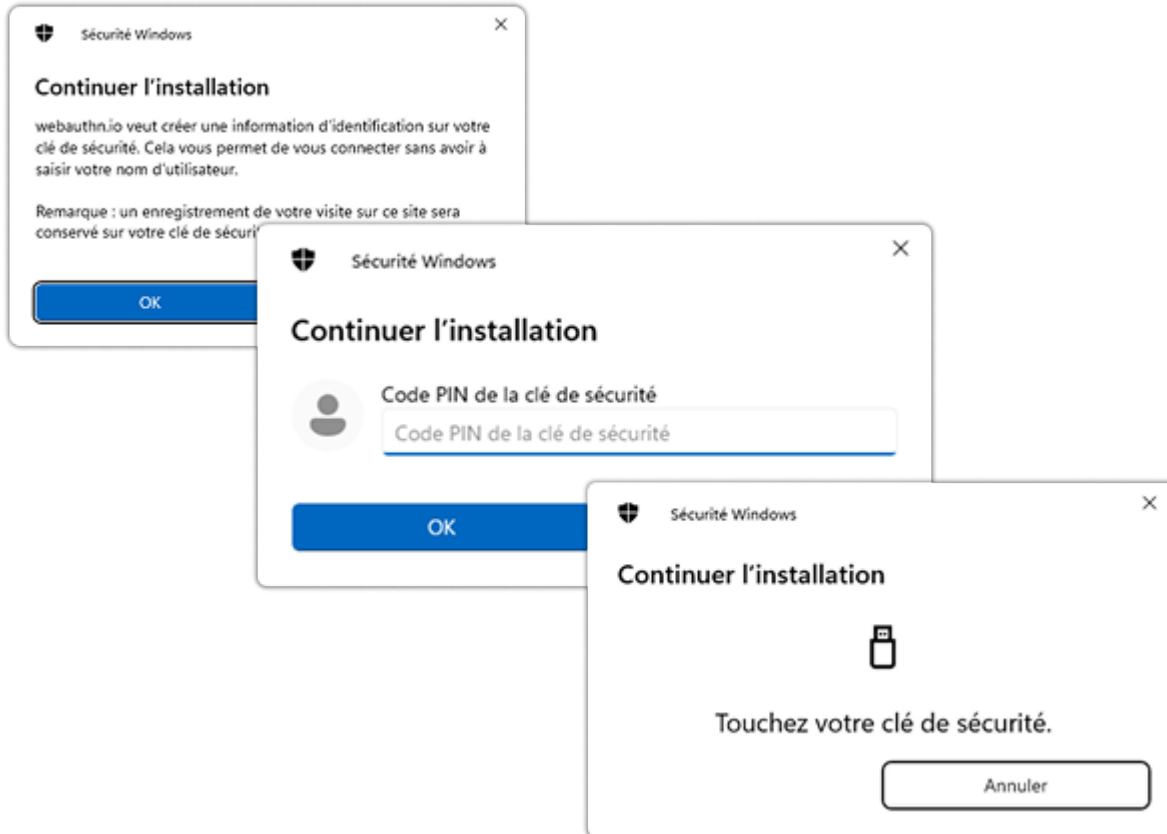 Sécurité Windows
Continuer l'installation
webauthn.io veut créer une information d'identification sur votre
clé de sécurité. Cela vous permet de vous connecter sans avoir à
saisir votre nom d'utilisateur.
Remarque : un enregistrement de votre visite sur ce site sera
conservé sur votre clé de sécuri
OK
Sécurité Windows
Continuer l'installation
Code PIN de la clé de sécurité
Code PIN de la clé de sécurité
OK
Sécurité Windows
Continuer l'installation
Touchez votre clé de sécurité.
Annuler